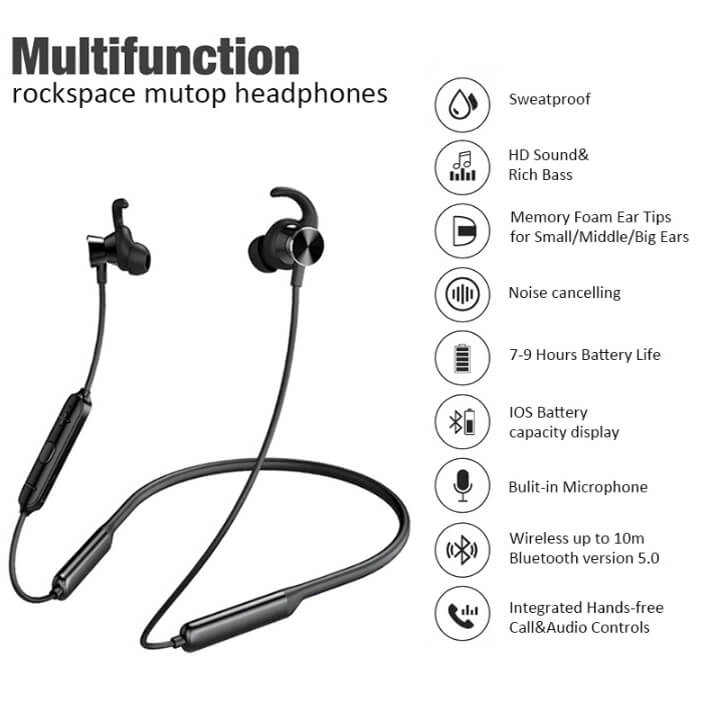 Multifunction
rockspace mutop headphones
Sweatproof
HD Sound&
Rich Bass
Memory Foam Ear Tips
for Small/Middle/Big Ears
Noise cancelling
7-9 Hours Battery Life
IOS Battery
capacity display
Bulit-in Microphone
Wireless up to 10m
Bluetooth version 5.0
Integrated Hands-free
Call&Audio Controls